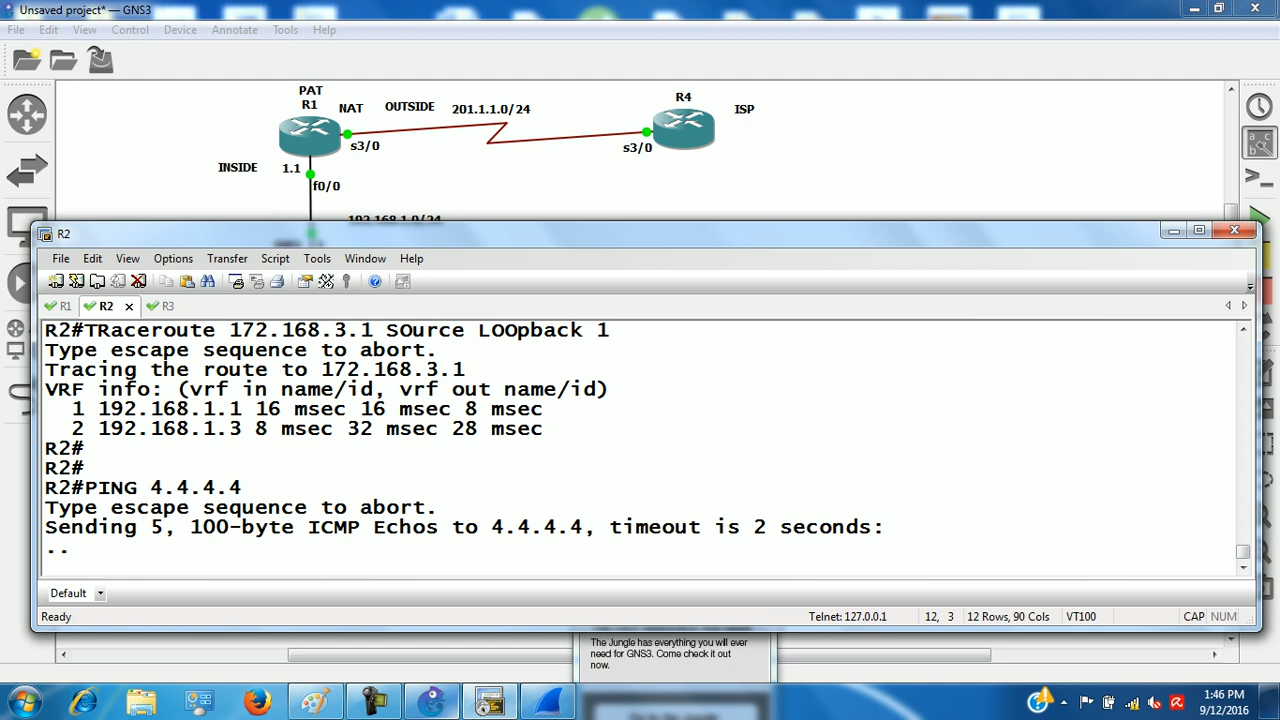 Unsaved project* — GNS3
File Edit View Control Device Annotate Tools Help
PAT
R1
NAT
OUTSIDE
201.1.1.0/24
R4
ISP
s3/0
s3/0
INSIDE
1.1
f0/0
192.168.1.0/24
R2
File Edit View Options Transfer Script Tools Window Help
R1 R2 R3
R2#TRaceroute 172.168.3.1 SOurce LOOpback 1
Type escape sequence to abort.
Tracing the route to 172.168.3.1
VRF info: (vrf in name/id, vrf out name/id)
1 192.168.1.1 16 msec 16 msec 8 msec
2 192.168.1.3 8 msec 32 msec 28 msec
R2#
R2#
R2#PING 4.4.4.4
Type escape sequence to abort.
Sending 5, 100-byte ICMP Echos to 4.4.4.4, timeout is 2 seconds:
..
Default
Ready Telnet: 127.0.0.1 12, 3 12 Rows, 90 Cols VT100 CAP NUM
The Jungle has everything you will ever
need for GNS3. Come check it out
now.
1:46 PM
9/12/2016